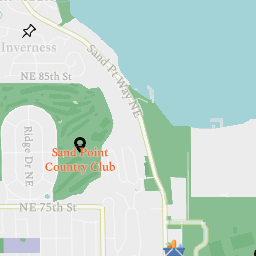 Inverness
Sand Pt Way NE
NE 85th St
Sand Point
Country Club
Ridge Dr NE
NE 75th St